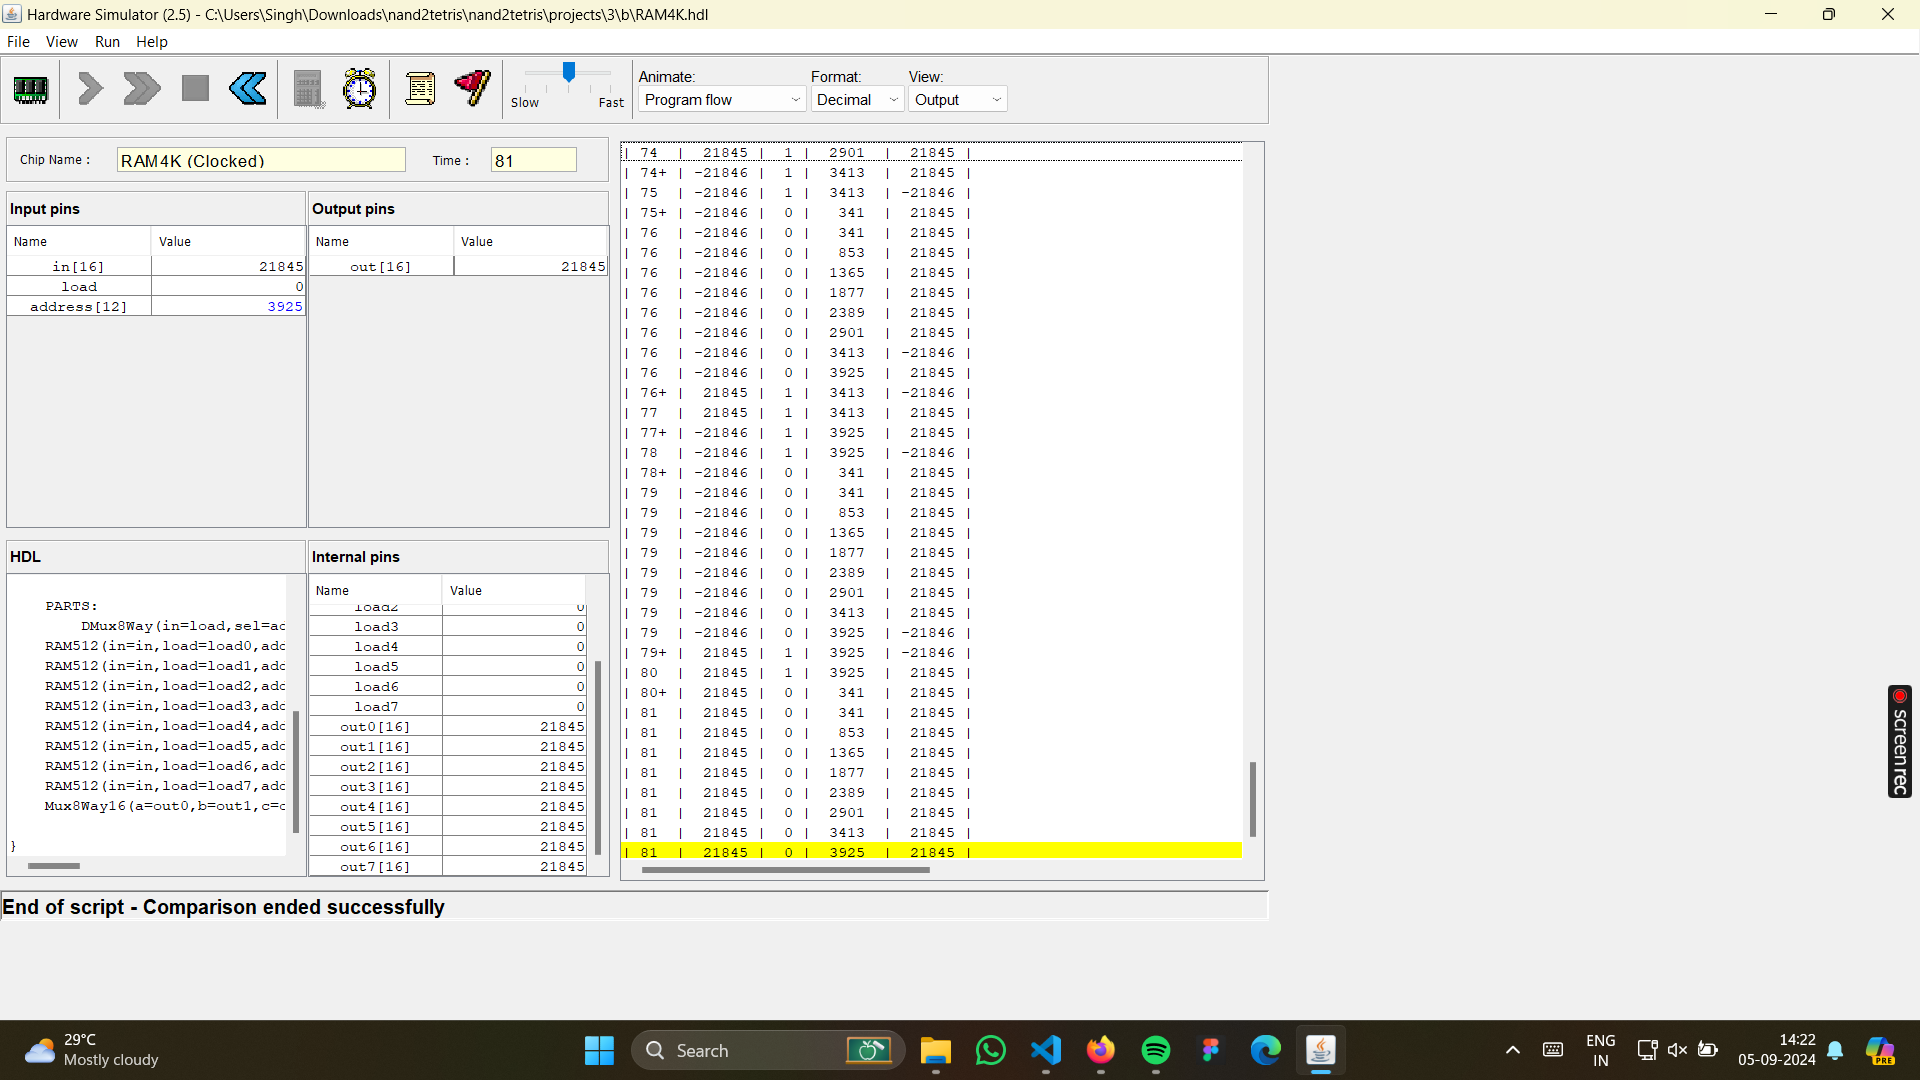 Hardware Simulator (2.5) - C:\Users\Singh\Downloads\nand2tetris\nand2tetris\projects\3\b\RAM4K.hdl
File View Run Help
Slow Fast
Animate: Format: View:
Program flow Decimal Output
Chip Name : RAM4K (Clocked) Time : 81
Input pins
Name Value
in[16] 21845
load 0
address[12] 3925
Output pins
Name Value
out[16] 21845
HDL
PARTS:
DMux8Way(in=load,sel=ac
RAM512(in=in,load=load0,add
RAM512(in=in,load=load1,add
RAM512(in=in,load=load2,add
RAM512(in=in,load=load3,add
RAM512(in=in,load=load4,add
RAM512(in=in,load=load5,add
RAM512(in=in,load=load6,add
RAM512(in=in,load=load7,add
Mux8Way16(a=out0,b=out1,c=o
}
Internal pins
Name Value
load2 0
load3 0
load4 0
load5 0
load6 0
load7 0
out0[16] 21845
out1[16] 21845
out2[16] 21845
out3[16] 21845
out4[16] 21845
out5[16] 21845
out6[16] 21845
out7[16] 21845
| 74 | 21845 | 1 | 2901 | 21845 |
| 74+ | -21846 | 1 | 3413 | 21845 |
| 75 | -21846 | 1 | 3413 | -21846 |
| 75+ | -21846 | 0 | 341 | 21845 |
| 76 | -21846 | 0 | 341 | 21845 |
| 76 | -21846 | 0 | 853 | 21845 |
| 76 | -21846 | 0 | 1365 | 21845 |
| 76 | -21846 | 0 | 1877 | 21845 |
| 76 | -21846 | 0 | 2389 | 21845 |
| 76 | -21846 | 0 | 2901 | 21845 |
| 76 | -21846 | 0 | 3413 | -21846 |
| 76 | -21846 | 0 | 3925 | 21845 |
| 76+ | 21845 | 1 | 3413 | -21846 |
| 77 | 21845 | 1 | 3413 | 21845 |
| 77+ | -21846 | 1 | 3925 | 21845 |
| 78 | -21846 | 1 | 3925 | -21846 |
| 78+ | -21846 | 0 | 341 | 21845 |
| 79 | -21846 | 0 | 341 | 21845 |
| 79 | -21846 | 0 | 853 | 21845 |
| 79 | -21846 | 0 | 1365 | 21845 |
| 79 | -21846 | 0 | 1877 | 21845 |
| 79 | -21846 | 0 | 2389 | 21845 |
| 79 | -21846 | 0 | 2901 | 21845 |
| 79 | -21846 | 0 | 3413 | 21845 |
| 79 | -21846 | 0 | 3925 | -21846 |
| 79+ | 21845 | 1 | 3925 | -21846 |
| 80 | 21845 | 1 | 3925 | 21845 |
| 80+ | 21845 | 0 | 341 | 21845 |
| 81 | 21845 | 0 | 341 | 21845 |
| 81 | 21845 | 0 | 853 | 21845 |
| 81 | 21845 | 0 | 1365 | 21845 |
| 81 | 21845 | 0 | 1877 | 21845 |
| 81 | 21845 | 0 | 2389 | 21845 |
| 81 | 21845 | 0 | 2901 | 21845 |
| 81 | 21845 | 0 | 3413 | 21845 |
| 81 | 21845 | 0 | 3925 | 21845 |
End of script - Comparison ended successfully
screenrec
29°C
Mostly cloudy
Search
ENG
IN
14:22
05-09-2024
PRE